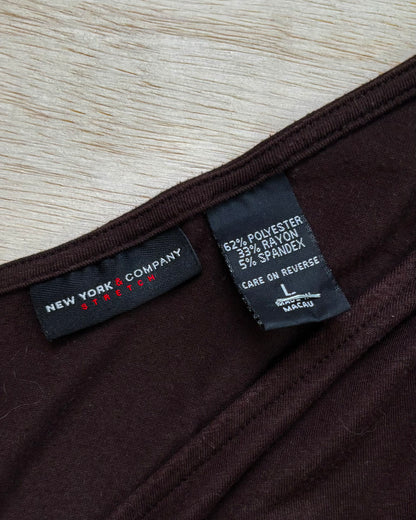 NEW YORK & COMPANY
STRETCH
62% POLYESTER
33% RAYON
5% SPANDEX
CARE ON REVERSE
L
MACAU